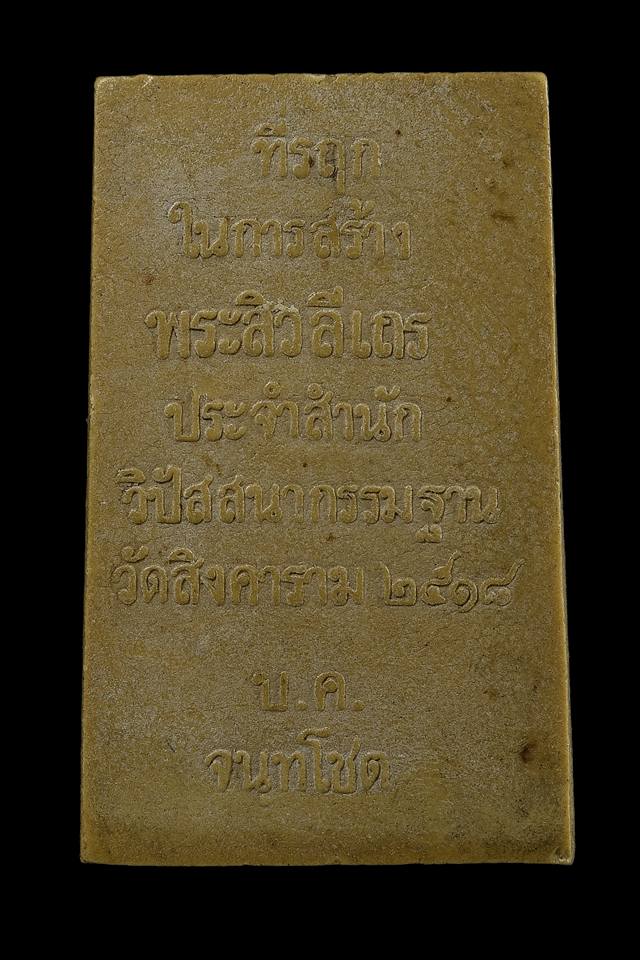 ที่รฤก
ในการสร้าง
พระสิวลีเถร
ประจำสำนัก
วิปัสสนากรรมฐาน
วัดสิงคาราม ๒๕๑๘
บ.ค.
จนฺทโชต